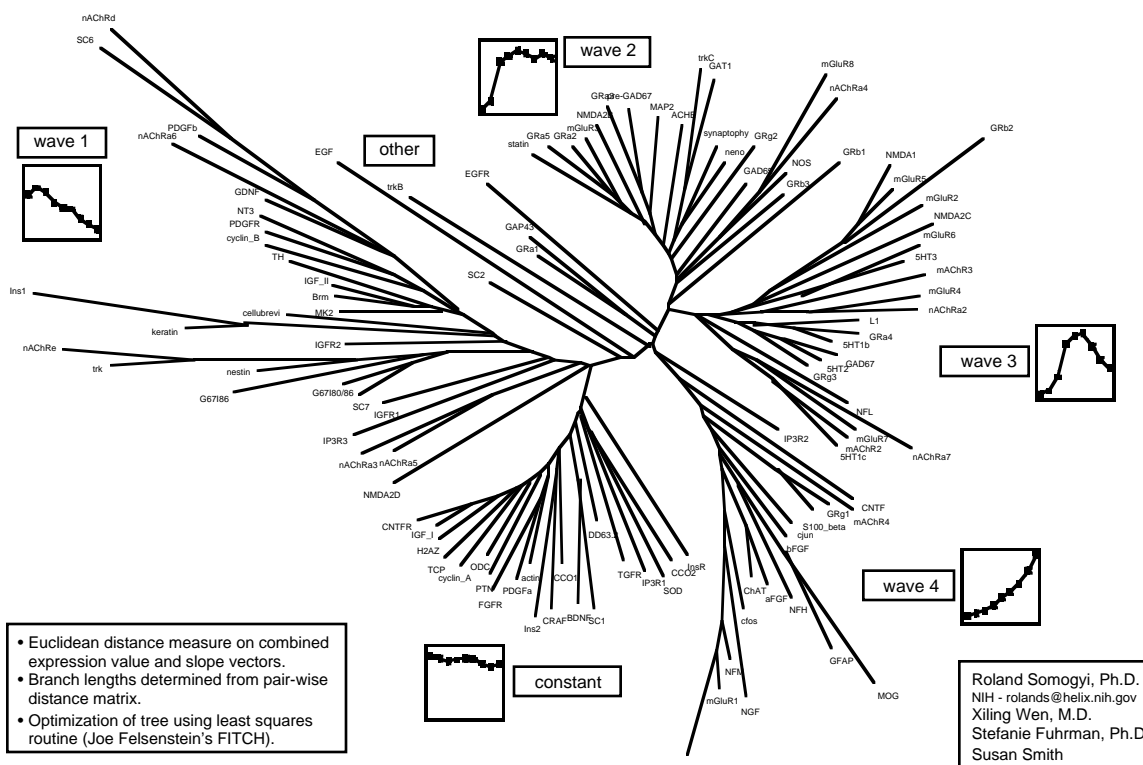 nAChRd
SC6
wave 1
PDGFb
nAChRa6
GDNF
NT3
PDGFR
cyclin_B
TH
IGF_II
Brm
MK2
Ins1
cellubrevi
keratin
IGFR2
nAChRe
trk
nestin
G67I86
G67I80/86
SC7
IGFR1
IP3R3
nAChRa3
nAChRa5
NMDA2D
other
EGF
trkB
EGFR
GAP43
GRa1
SC2
wave 2
statin
GRa5
GRa2
mGluR3
pre-GAD67
MAP2
ACHE
trkC
GAT1
synaptophy
neno
GRg2
NOS
GRb3
mGluR8
nAChRa4
GRb1
GRb2
NMDA1
mGluR5
mGluR2
NMDA2C
mGluR6
5HT3
mAChR3
mGluR4
nAChRa2
L1
GRa4
5HT1b
GAD67
5HT2
GRg3
wave 3
NFL
mGluR7
mAChR2
5HT1c
nAChRa7
IP3R2
CNTF
mAChR4
GRg1
S100_beta
cjun
bFGF
wave 4
ChAT
aFGF
NFH
cfos
GFAP
MOG
NFM
mGluR1
NGF
CNTFR
IGF_I
H2AZ
TCP
cyclin_A
ODC
PTN
FGFR
PDGFa
actin
CCO1
Ins2
CRAF
BDNF
SC1
TGFR
IP3R1
SOD
CCO2
InsR
constant
• Euclidean distance measure on combined
expression value and slope vectors.
• Branch lengths determined from pair-wise
distance matrix.
• Optimization of tree using least squares
routine (Joe Felsenstein's FITCH).
Roland Somogyi, Ph.D.
NIH - rolands@helix.nih.gov
Xiling Wen, M.D.
Stefanie Fuhrman, Ph.D
Susan Smith